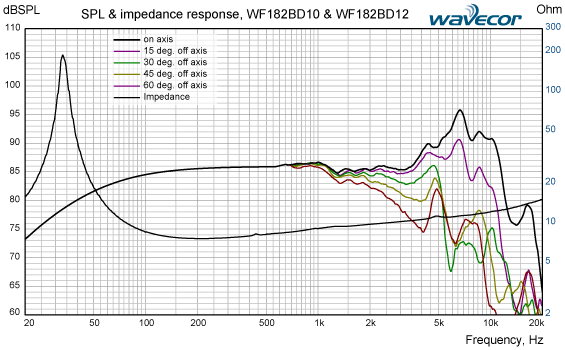 dBSPL
SPL & impedance response, WF182BD10 & WF182BD12
wavecor
Ohm
110
105
100
95
90
85
80
75
70
65
60
on axis
15 deg. off axis
30 deg. off axis
45 deg. off axis
60 deg. off axis
Impedance
300
200
100
50
20
10
5
2
20
50
100
200
500
1k
2k
5k
10k
20K
Frequency, Hz